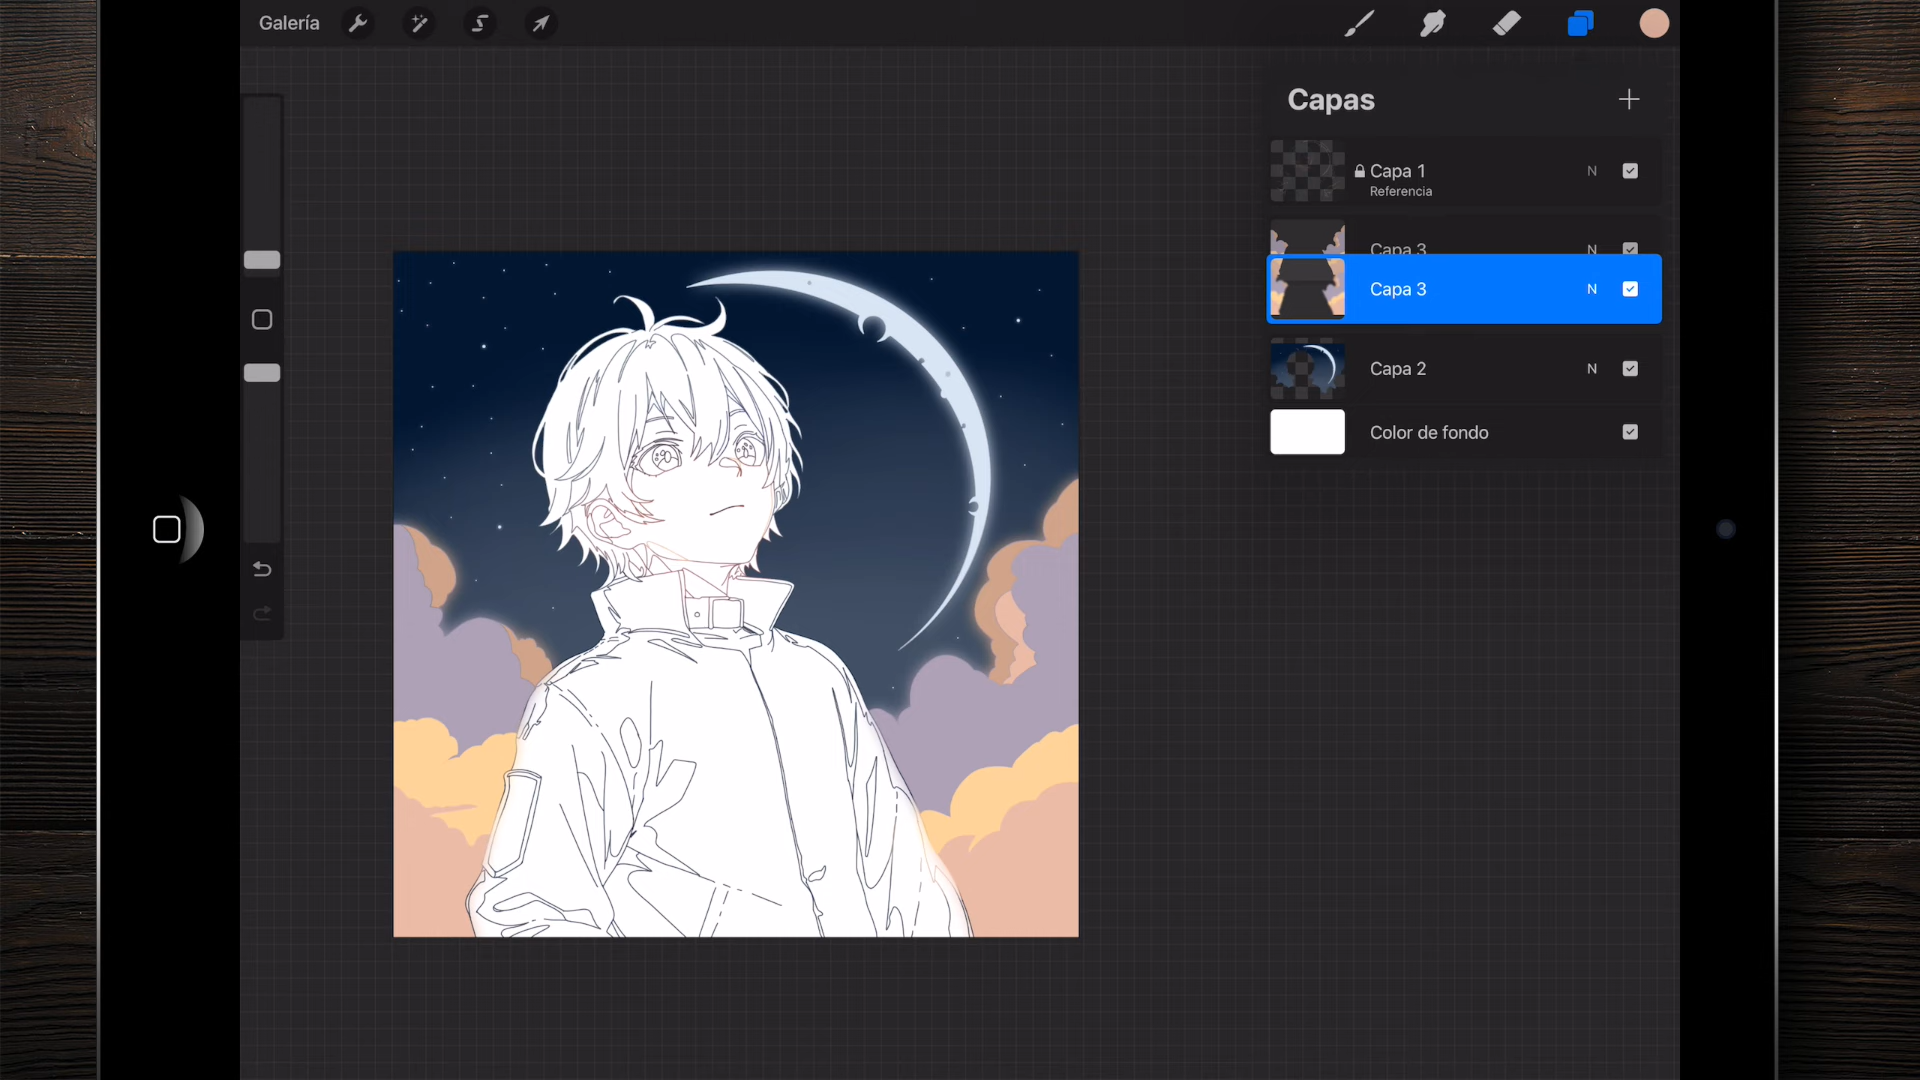 Galería
Capas
Capa 1
N
Referencia
Capa 3
N
Capa 3
N
Capa 2
N
Color de fondo